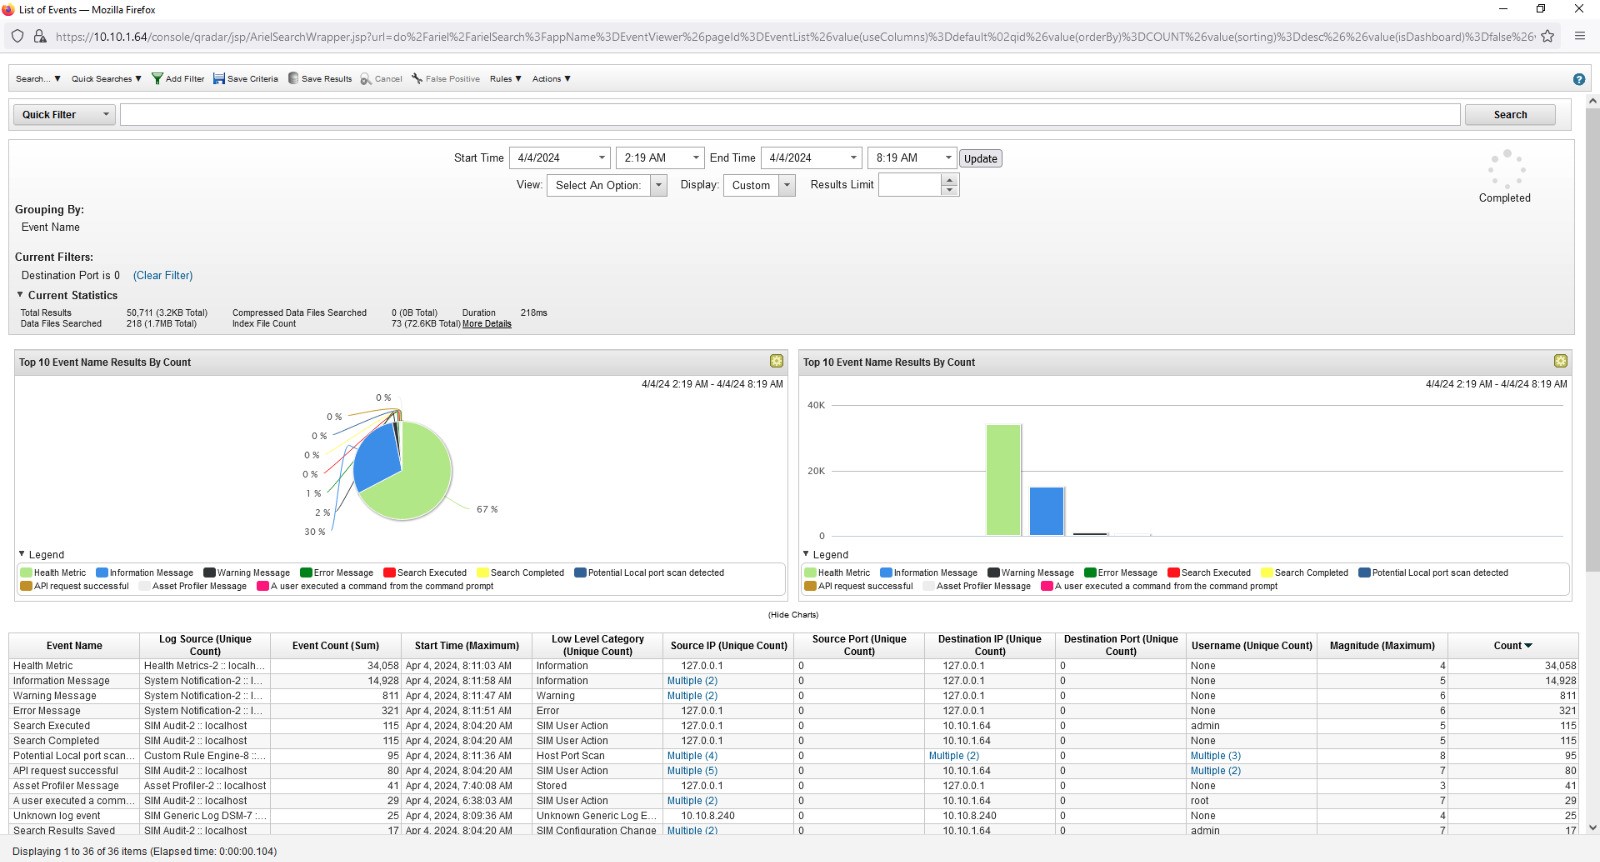 List of Events — Mozilla Firefox
https://10.10.1.64/console/qradar/jsp/ArielSearchWrapper.jsp?url=do%2Fariel%2FarielSearch%3FappName%3DEventViewer%26pageId%3DEventList%26value(useColumns)%3Ddefault%02qid%26value(orderBy)%3DCOUNT%26value(sorting)%3Ddesc%26%26value(isDashboard)%3Dfalse%26
Search... Quick Searches Add Filter Save Criteria Save Results Cancel False Positive Rules Actions
Quick Filter Search
Start Time 4/4/2024 2:19 AM End Time 4/4/2024 8:19 AM Update
View: Select An Option: Display: Custom Results Limit
Completed
Grouping By:
Event Name
Current Filters:
Destination Port is 0 (Clear Filter)
Current Statistics
Total Results 50,711 (3.2KB Total) Compressed Data Files Searched 0 (0B Total) Duration 218ms
Data Files Searched 218 (1.7MB Total) Index File Count 73 (72.6KB Total) More Details
Top 10 Event Name Results By Count
4/4/24 2:19 AM - 4/4/24 8:19 AM
0 %
0 %
0 %
0 %
0 %
1 %
2 %
30 %
67 %
Legend
Health Metric Information Message Warning Message Error Message Search Executed Search Completed Potential Local port scan detected
API request successful Asset Profiler Message A user executed a command from the command prompt
Top 10 Event Name Results By Count
4/4/24 2:19 AM - 4/4/24 8:19 AM
40K
20K
0
Legend
Health Metric Information Message Warning Message Error Message Search Executed Search Completed Potential Local port scan detected
API request successful Asset Profiler Message A user executed a command from the command prompt
(Hide Charts)
Event Name Log Source (Unique Count) Event Count (Sum) Start Time (Maximum) Low Level Category (Unique Count) Source IP (Unique Count) Source Port (Unique Count) Destination IP (Unique Count) Destination Port (Unique Count) Username (Unique Count) Magnitude (Maximum) Count
Health Metric Health Metrics-2 :: localh... 34,058 Apr 4, 2024, 8:11:03 AM Information 127.0.0.1 0 127.0.0.1 0 None 4 34,058
Information Message System Notification-2 :: l... 14,928 Apr 4, 2024, 8:11:58 AM Information Multiple (2) 0 127.0.0.1 0 None 5 14,928
Warning Message System Notification-2 :: l... 811 Apr 4, 2024, 8:11:47 AM Warning Multiple (2) 0 127.0.0.1 0 None 6 811
Error Message System Notification-2 :: l... 321 Apr 4, 2024, 8:11:51 AM Error 127.0.0.1 0 127.0.0.1 0 None 6 321
Search Executed SIM Audit-2 :: localhost 115 Apr 4, 2024, 8:04:20 AM SIM User Action 127.0.0.1 0 10.10.1.64 0 admin 5 115
Search Completed SIM Audit-2 :: localhost 115 Apr 4, 2024, 8:04:20 AM SIM User Action 127.0.0.1 0 10.10.1.64 0 None 5 115
Potential Local port scan... Custom Rule Engine-8 ::... 95 Apr 4, 2024, 8:11:36 AM Host Port Scan Multiple (4) 0 Multiple (2) 0 Multiple (3) 8 95
API request successful SIM Audit-2 :: localhost 80 Apr 4, 2024, 8:04:20 AM SIM User Action Multiple (5) 0 10.10.1.64 0 Multiple (2) 7 80
Asset Profiler Message Asset Profiler-2 :: localhost 41 Apr 4, 2024, 7:40:08 AM Stored 127.0.0.1 0 127.0.0.1 0 None 3 41
A user executed a comm... SIM Audit-2 :: localhost 29 Apr 4, 2024, 6:38:03 AM SIM User Action Multiple (2) 0 10.10.1.64 0 root 7 29
Unknown log event SIM Generic Log DSM-7 :... 25 Apr 4, 2024, 8:09:36 AM Unknown Generic Log E... 10.10.8.240 0 10.10.8.240 0 None 4 25
Search Results Saved SIM Audit-2 :: localhost 17 Apr 4, 2024, 8:04:20 AM SIM Configuration Change Multiple (2) 0 10.10.1.64 0 admin 7 17
Displaying 1 to 36 of 36 items (Elapsed time: 0:00:00.104)